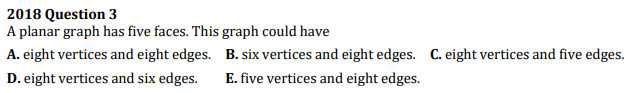 2018 Question 3
A planar graph has five faces. This graph could have
A. eight vertices and eight edges. B. six vertices and eight edges. C. eight vertices and five edges.
D. eight vertices and six edges. E. five vertices and eight edges.